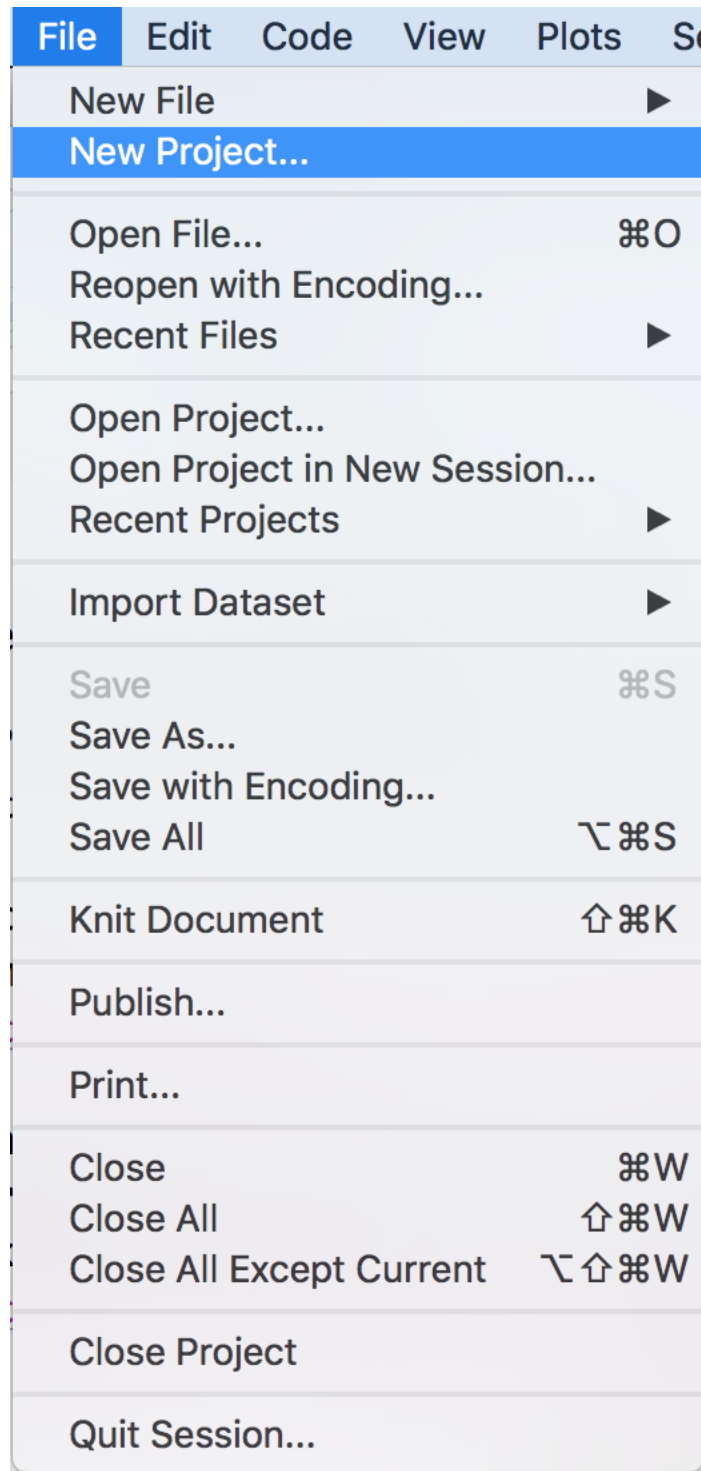 File Edit Code View Plots
New File ▶
New Project...
Open File... ⌘O
Reopen with Encoding...
Recent Files ▶
Open Project...
Open Project in New Session...
Recent Projects ▶
Import Dataset ▶
Save ⌘S
Save As...
Save with Encoding...
Save All ⌥⌘S
Knit Document ⇧⌘K
Publish...
Print...
Close ⌘W
Close All ⇧⌘W
Close All Except Current ⌥⇧⌘W
Close Project
Quit Session...